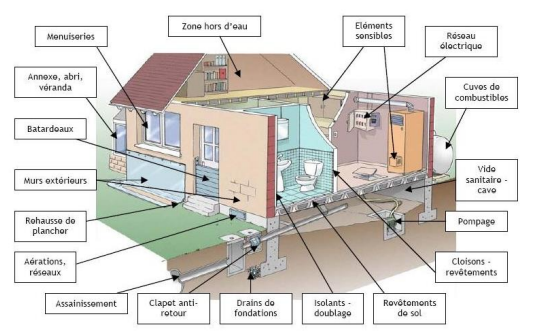 Zone hors d'eau
Eléments
sensibles
Menuiseries
Réseau
électrique
Annexe, abri,
véranda
Cuves de
combustibles
Batardeaux
Murs extérieurs
Vide
sanitaire -
cave
Rehausse de
plancher
Pompage
Aérations,
réseaux
Cloisons -
revêtements
Assainissement
Clapet anti-
retour
Drains de
fondations
Isolants -
doublage
Revêtements
de sol